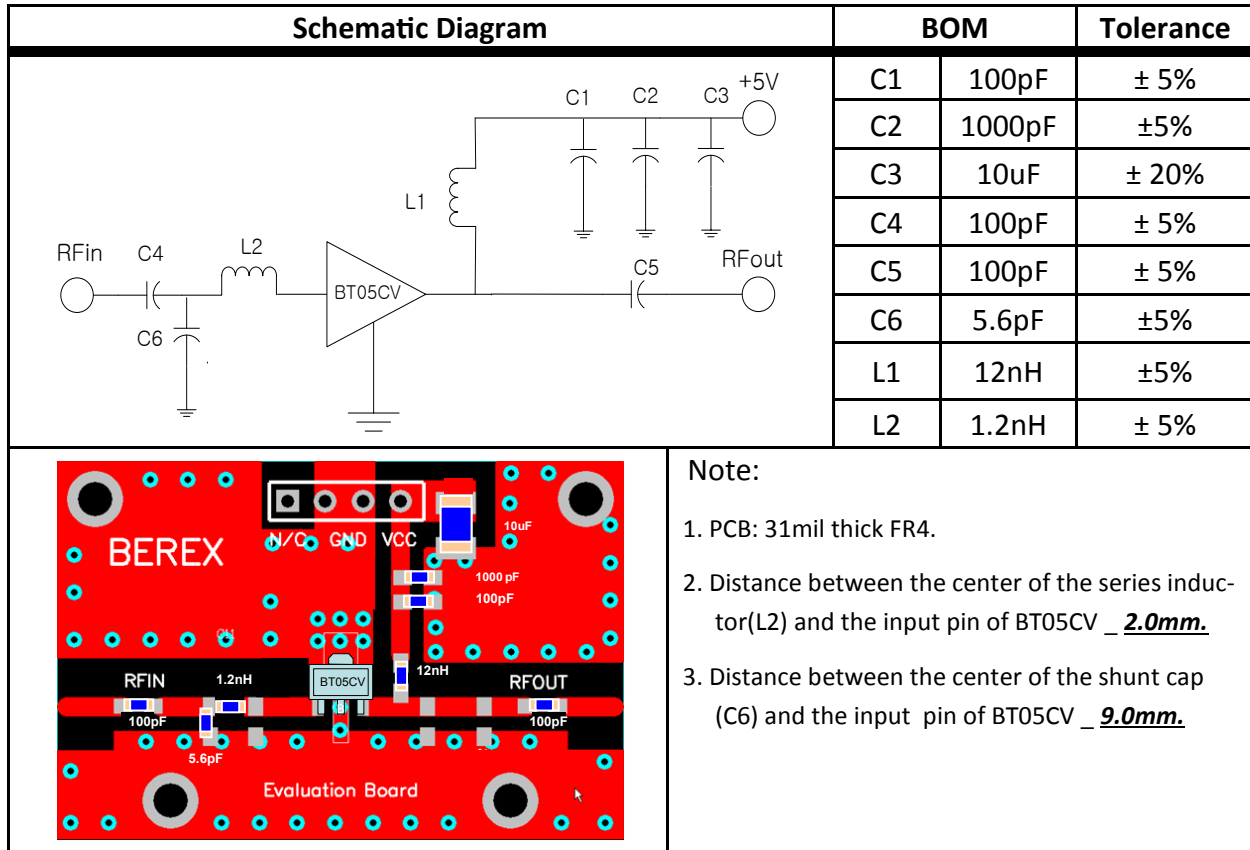 Schematic Diagram
BOM
Tolerance
C1 100pF ± 5%
C2 1000pF ±5%
C3 10uF ± 20%
C4 100pF ± 5%
C5 100pF ± 5%
C6 5.6pF ±5%
L1 12nH ±5%
L2 1.2nH ± 5%
C1 C2 C3 +5V
L1
RFin C4 L2
BT05CV
C5 RFout
C6
N/C GND VCC
10uF
BEREX
1000 pF
100pF
RFIN 1.2nH
BT05CV
12nH
RFOUT
100pF
100pF
5.6pF
Evaluation Board
Note:
1. PCB: 31mil thick FR4.
2. Distance between the center of the series induc-
tor(L2) and the input pin of BT05CV _ 2.0mm.
3. Distance between the center of the shunt cap
(C6) and the input pin of BT05CV _ 9.0mm.